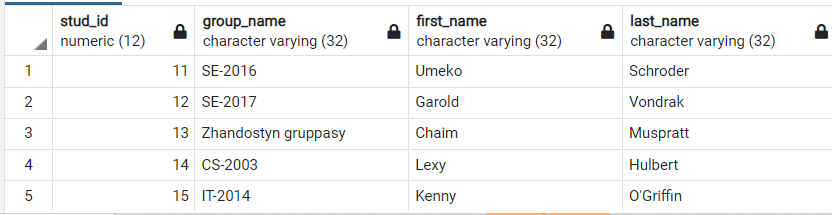 stud_id group_name first_name last_name
numeric (12) character varying (32) character varying (32) character varying (32)
1 11 SE-2016 Umeko Schroder
2 12 SE-2017 Garold Vondrak
3 13 Zhandostyn gruppasy Chaim Muspratt
4 14 CS-2003 Lexy Hulbert
5 15 IT-2014 Kenny O'Griffin